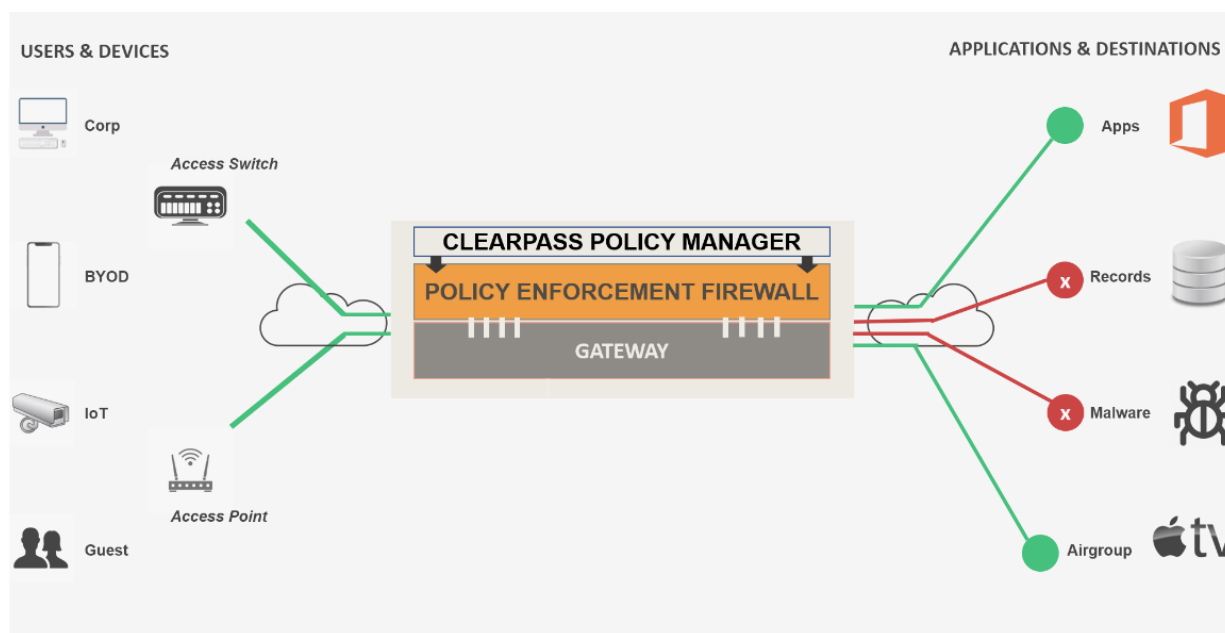 USERS & DEVICES
APPLICATIONS & DESTINATIONS
Corp
Apps
Access Switch
CLEARPASS POLICY MANAGER
BYOD
POLICY ENFORCEMENT FIREWALL
x Records
GATEWAY
IoT
x Malware
Access Point
Guest
Airgroup
tv